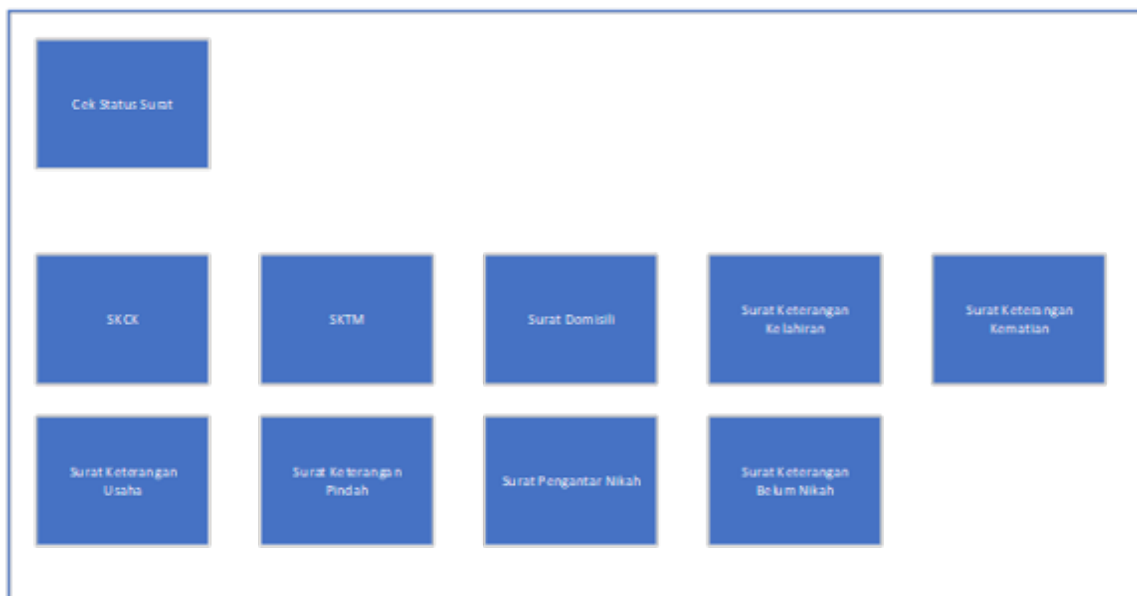 Cek Status Surat
SKCK
SKTM
Surat Domisili
Surat Keterangan
Kelahiran
Surat Keterangan
Kematian
Surat Keterangan
Usaha
Surat Keterangan
Pindah
Surat Pengantar Nikah
Surat Keterangan
Belum Nikah